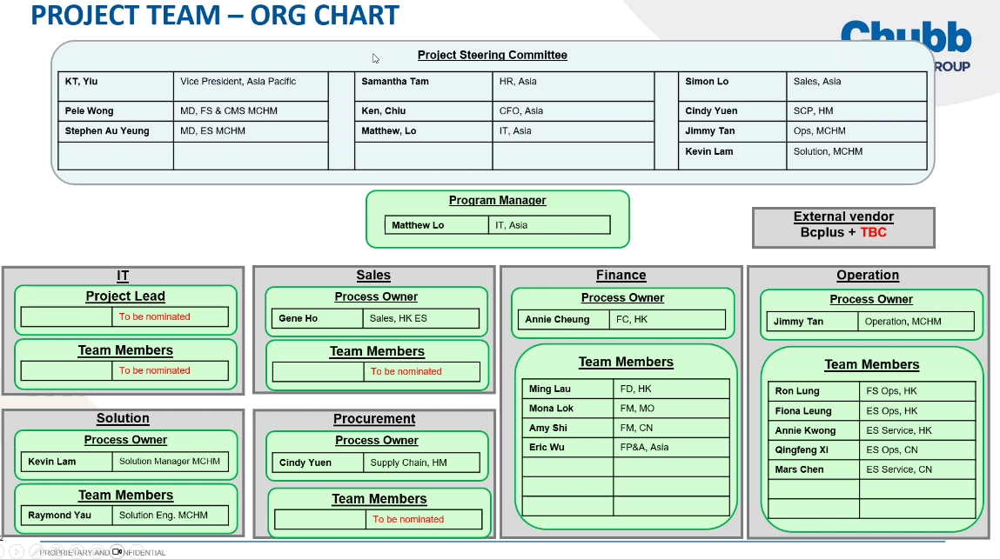 PROJECT TEAM – ORG CHART
Chubb
ROUP
Project Steering Committee
KT, Yiu Vice President, Asia Pacific Samantha Tam HR, Asia Simon Lo Sales, Asia
Pele Wong MD, FS & CMS MCHM Ken, Chiu CFO, Asia Cindy Yuen SCP, HM
Stephen Au Yeung MD, ES MCHM Matthew, Lo IT, Asia Jimmy Tan Ops, MCHM
Kevin Lam Solution, MCHM
Program Manager
Matthew Lo IT, Asia
External vendor
Bcplus + TBC
IT
Project Lead
To be nominated
Team Members
To be nominated
Sales
Process Owner
Gene Ho Sales, HK ES
Team Members
To be nominated
Finance
Process Owner
Annie Cheung FC, HK
Team Members
Ming Lau FD, HK
Mona Lok FM, MO
Amy Shi FM, CN
Eric Wu FP&A, Asia
Operation
Process Owner
Jimmy Tan Operation, MCHM
Team Members
Ron Lung FS Ops, HK
Fiona Leung ES Ops, HK
Annie Kwong ES Service, HK
Qingfeng Xi ES Ops, CN
Mars Chen ES Service, CN
Solution
Process Owner
Kevin Lam Solution Manager MCHM
Team Members
Raymond Yau Solution Eng. MCHM
Procurement
Process Owner
Cindy Yuen Supply Chain, HM
Team Members
To be nominated
2
PROPRIETARY AND NFIDENTIAL